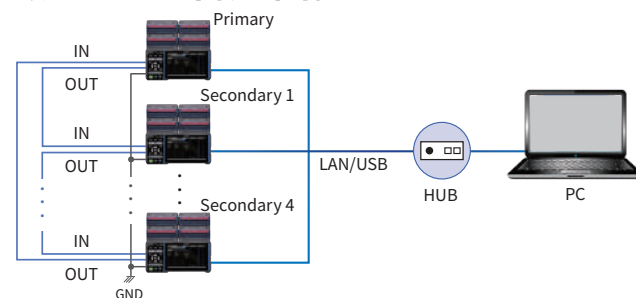 Primary
IN
OUT
Secondary 1
IN
OUT
LAN/USB
HUB
PC
Secondary 4
IN
OUT
GND